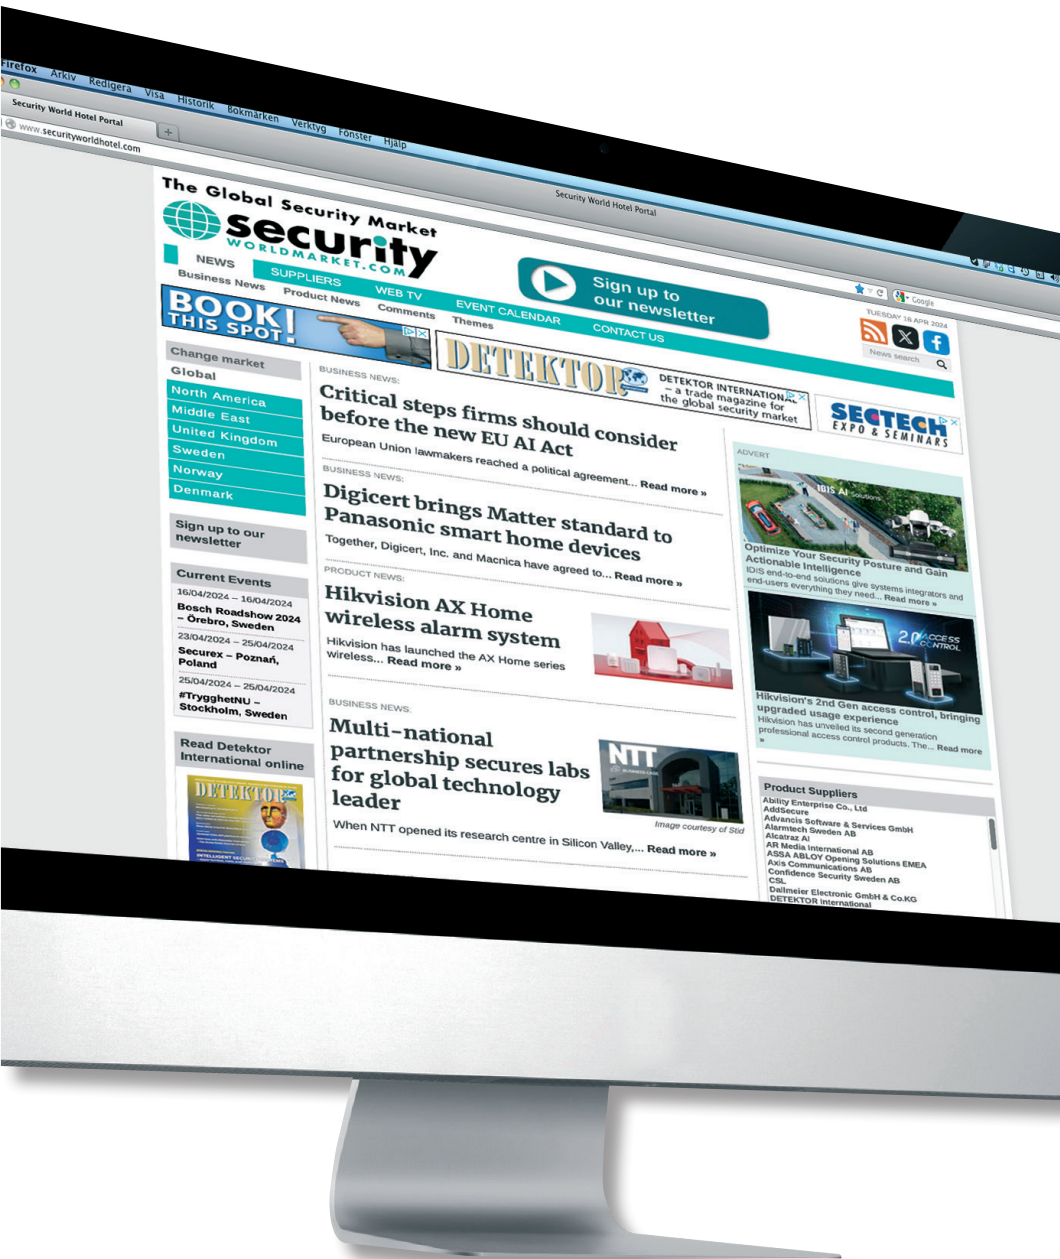 Firefox Arkiv Redigera Visa Historik Bokmärken Verktyg Fönster Hjälp
Security World Hotel Portal
Security World Hotel Portal
www.securityworldhotel.com
Google
The Global Security Market
security
WORLDMARKET.COM
Sign up to
our newsletter
TUESDAY 16 APR 2024
News search
NEWS SUPPLIERS WEB TV EVENT CALENDAR CONTACT US
Business News Product News Comments Themes
BOOK!
THIS SPOT!
DETEKTOR
DETEKTOR INTERNATIONAL
– a trade magazine for
the global security market
SECTECH
EXPO & SEMINARS
Change market
Global
North America
Middle East
United Kingdom
Sweden
Norway
Denmark
Sign up to our
newsletter
Current Events
16/04/2024 – 16/04/2024
Bosch Roadshow 2024
– Örebro, Sweden
23/04/2024 – 25/04/2024
Securex – Poznań,
Poland
25/04/2024 – 25/04/2024
#TrygghetNU –
Stockholm, Sweden
Read Detektor
International online
DETEKTOR
BUSINESS NEWS:
Critical steps firms should consider
before the new EU AI Act
European Union lawmakers reached a political agreement... Read more »
BUSINESS NEWS:
Digicert brings Matter standard to
Panasonic smart home devices
Together, Digicert, Inc. and Macnica have agreed to... Read more »
PRODUCT NEWS:
Hikvision AX Home
wireless alarm system
Hikvision has launched the AX Home series
wireless... Read more »
BUSINESS NEWS:
Multi-national
partnership secures labs
for global technology
leader
NTT
BUSINESS CASE
Image courtesy of Stid
When NTT opened its research centre in Silicon Valley,... Read more »
ADVERT
IDIS AI Solutions
Optimize Your Security Posture and Gain
Actionable Intelligence
IDIS end-to-end solutions give systems integrators and
end-users everything they need... Read more »
2.0 ACCESS
CONTROL
Hikvision's 2nd Gen access control, bringing
upgraded usage experience
Hikvision has unveiled its second generation
professional access control products. The... Read more
»
Product Suppliers
Ability Enterprise Co., Ltd
AddSecure
Advancis Software & Services GmbH
Alarmtech Sweden AB
Alcatraz AI
AR Media International AB
ASSA ABLOY Opening Solutions EMEA
Axis Communications AB
Confidence Security Sweden AB
CSL
Dallmeier Electronic GmbH & Co.KG
DETEKTOR International